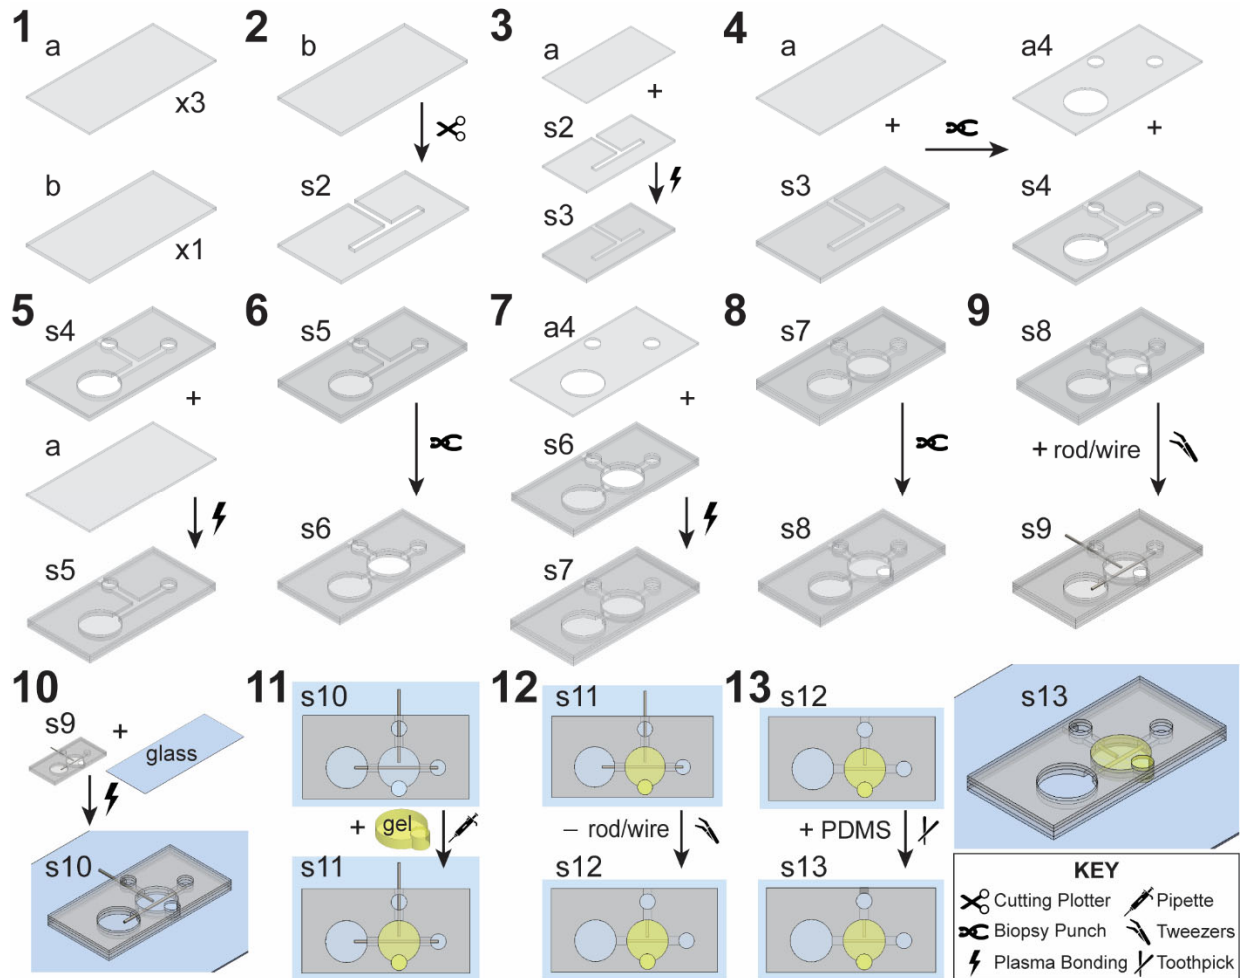 1
a
x3
b
x1
2
b
s2
3
a
+
s2
s3
4
a
+
s3
a4
+
s4
5
s4
+
a
s5
6
s5
s6
7
a4
+
s6
s7
8
s7
s8
9
s8
+ rod/wire
s9
10
s9
+
glass
s10
11
s10
+
gel
s11
12
s11
– rod/wire
s12
13
s12
+ PDMS
s13
s13
KEY
Cutting Plotter
Pipette
Biopsy Punch
Tweezers
Plasma Bonding
Toothpick